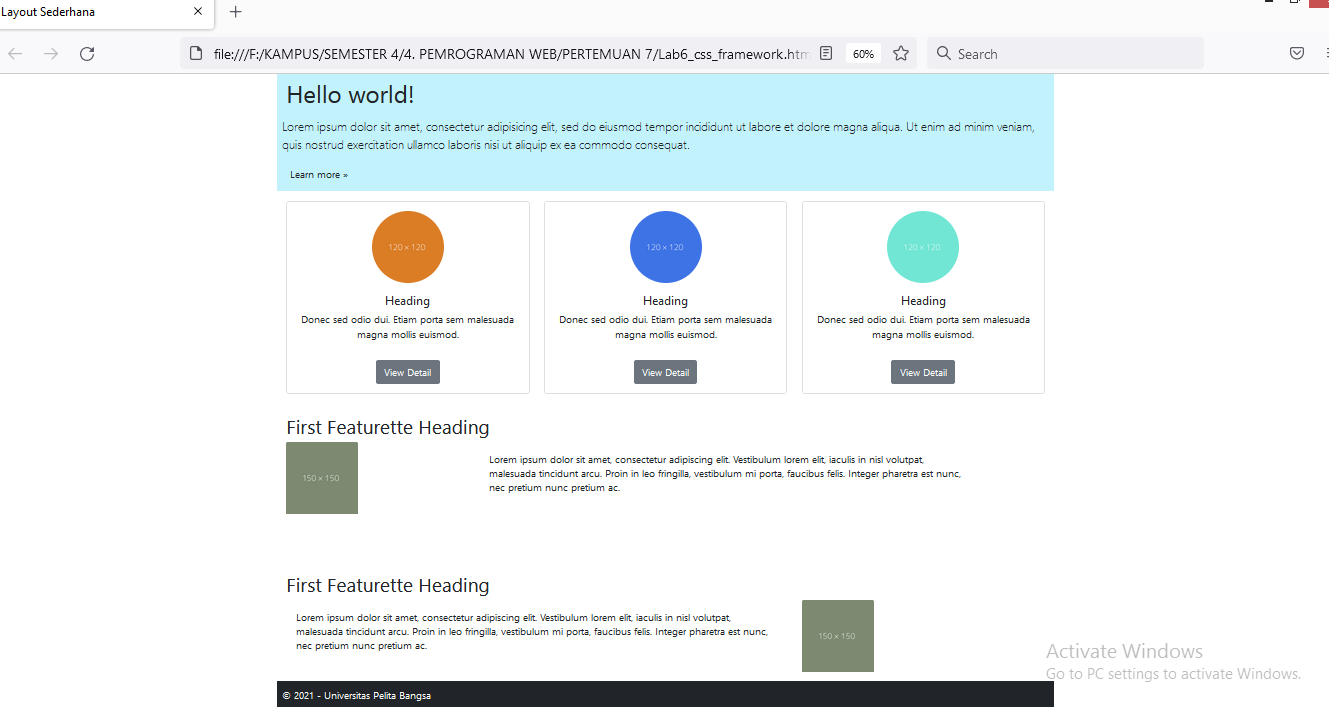 Layout Sederhana
file:///F:/KAMPUS/SEMESTER 4/4. PEMROGRAMAN WEB/PERTEMUAN 7/Lab6_css_framework.htm
60%
Search
Hello world!
Lorem ipsum dolor sit amet, consectetur adipisicing elit, sed do eiusmod tempor incididunt ut labore et dolore magna aliqua. Ut enim ad minim veniam,
quis nostrud exercitation ullamco laboris nisi ut aliquip ex ea commodo consequat.
Learn more »
120 × 120
120 × 120
120 × 120
Heading
Heading
Heading
Donec sed odio dui. Etiam porta sem malesuada
magna mollis euismod.
Donec sed odio dui. Etiam porta sem malesuada
magna mollis euismod.
Donec sed odio dui. Etiam porta sem malesuada
magna mollis euismod.
View Detail
View Detail
View Detail
First Featurette Heading
150 × 150
Lorem ipsum dolor sit amet, consectetur adipiscing elit. Vestibulum lorem elit, iaculis in nisl volutpat,
malesuada tincidunt arcu. Proin in leo fringilla, vestibulum mi porta, faucibus felis. Integer pharetra est nunc,
nec pretium nunc pretium ac.
First Featurette Heading
Lorem ipsum dolor sit amet, consectetur adipiscing elit. Vestibulum lorem elit, iaculis in nisl volutpat,
malesuada tincidunt arcu. Proin in leo fringilla, vestibulum mi porta, faucibus felis. Integer pharetra est nunc,
nec pretium nunc pretium ac.
150 × 150
Activate Windows
Go to PC settings to activate Windows.
© 2021 - Universitas Pelita Bangsa